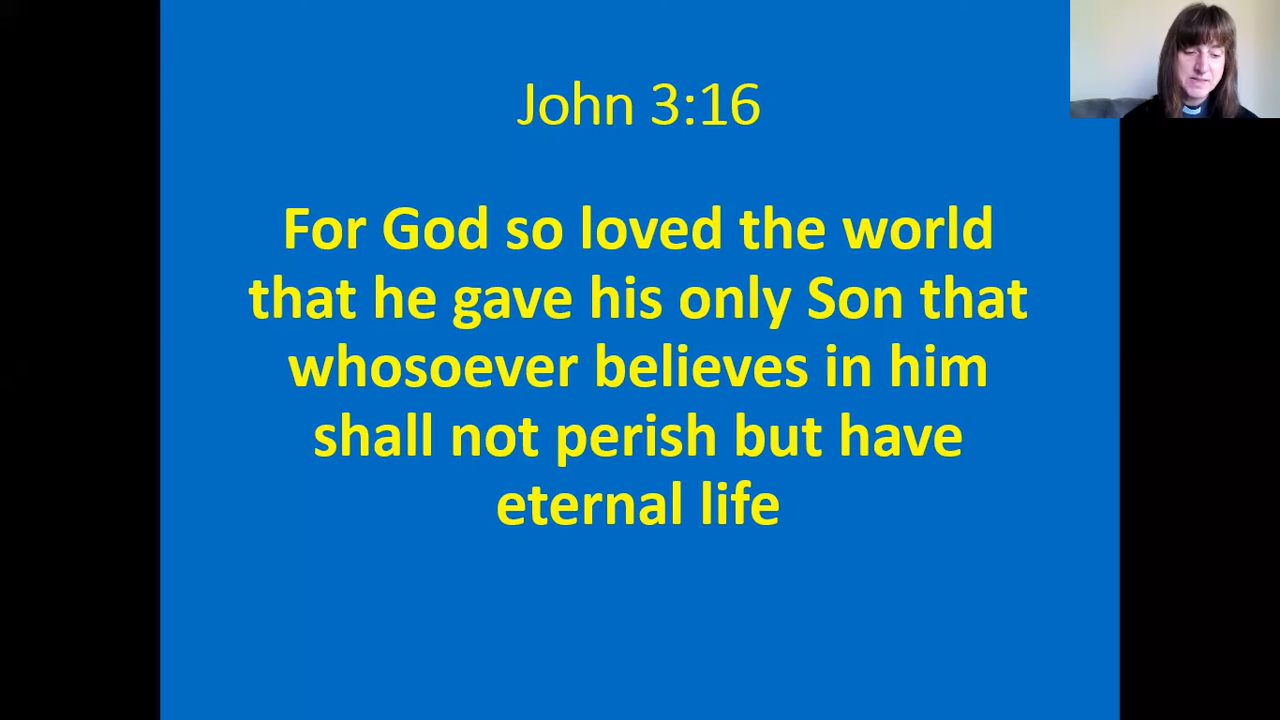 John 3:16
For God so loved the world
that he gave his only Son that
whosoever believes in him
shall not perish but have
eternal life